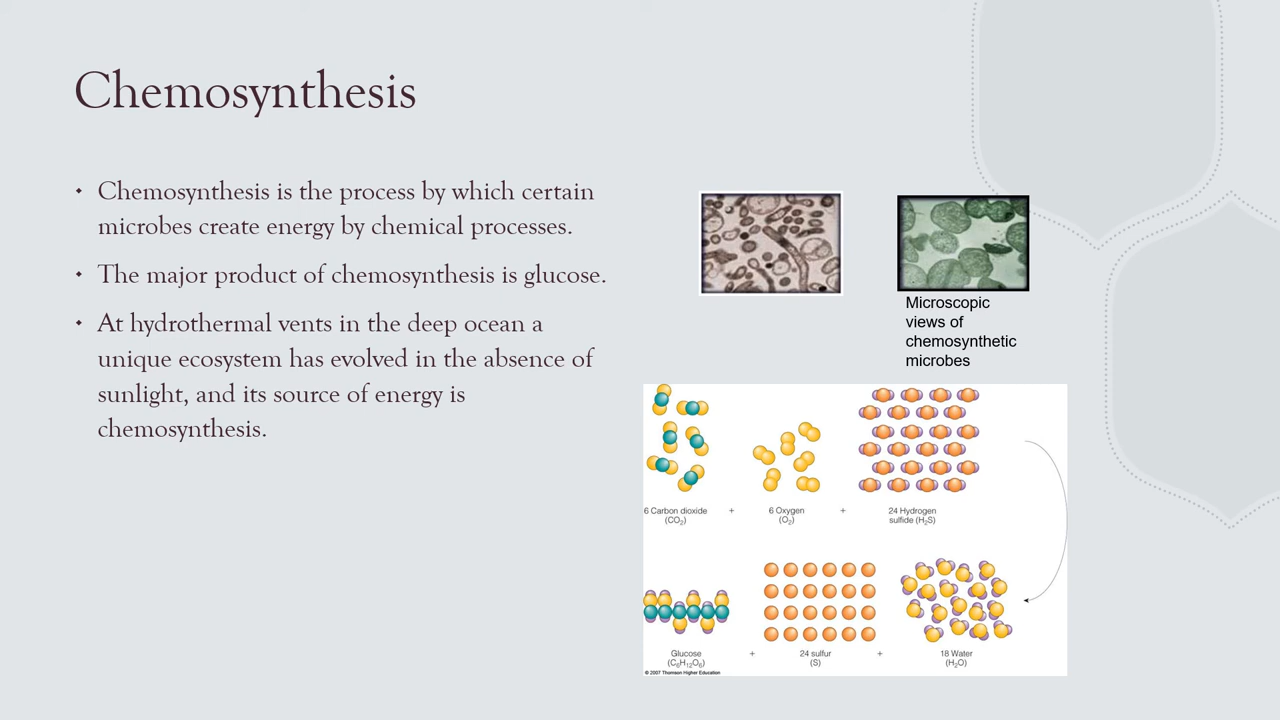 Chemosynthesis
• Chemosynthesis is the process by which certain
microbes create energy by chemical processes.
• The major product of chemosynthesis is glucose.
• At hydrothermal vents in the deep ocean a
unique ecosystem has evolved in the absence of
sunlight, and its source of energy is
chemosynthesis.
Microscopic
views of
chemosynthetic
microbes
6 Carbon dioxide + 6 Oxygen + 24 Hydrogen
(CO₂) (O₂) sulfide (H₂S)
Glucose + 24 sulfur + 18 Water
(C₆H₁₂O₆) (S) (H₂O)
© 2007 Thomson Higher Education